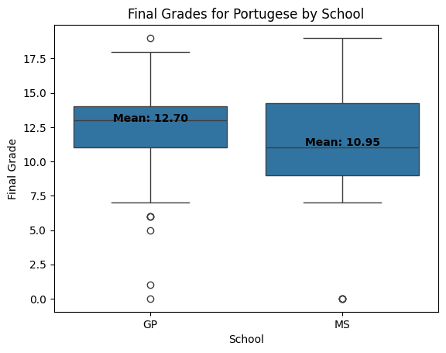 Final Grades for Portugese by School
17.5
15.0
12.5
10.0
7.5
5.0
2.5
0.0
Final Grade
Mean: 12.70
Mean: 10.95
GP
MS
School